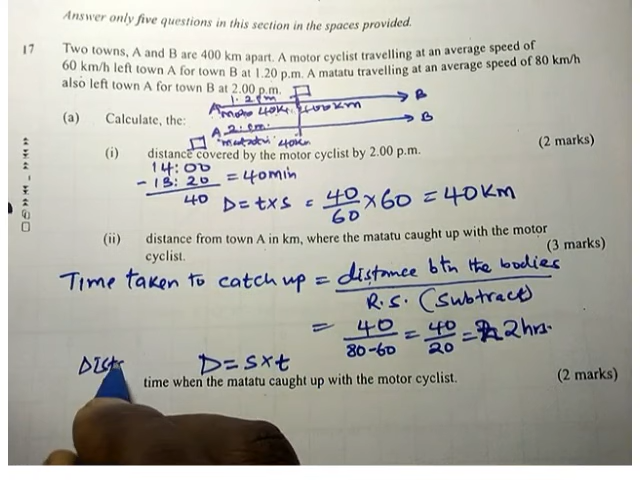 Answer only five questions in this section in the spaces provided.
17 Two towns, A and B are 400 km apart. A motor cyclist travelling at an average speed of
60 km/h left town A for town B at 1.20 p.m. A matatu travelling at an average speed of 80 km/h
also left town A for town B at 2.00 p.m.
1.20m B
A moto 40k. 400km
(a) Calculate, the: A 2. m. B
matatu 40km
(i) distance covered by the motor cyclist by 2.00 p.m. (2 marks)
14:00
- 13:20 = 40min
40 D = t×s = 40/60 × 60 = 40Km
(ii) distance from town A in km, where the matatu caught up with the motor
cyclist. (3 marks)
Time taken to catch up = distance btn the bodies
R.S. (Subtract)
= 40/80-60 = 40/20 = 2hrs.
Dist D = S×t
time when the matatu caught up with the motor cyclist. (2 marks)